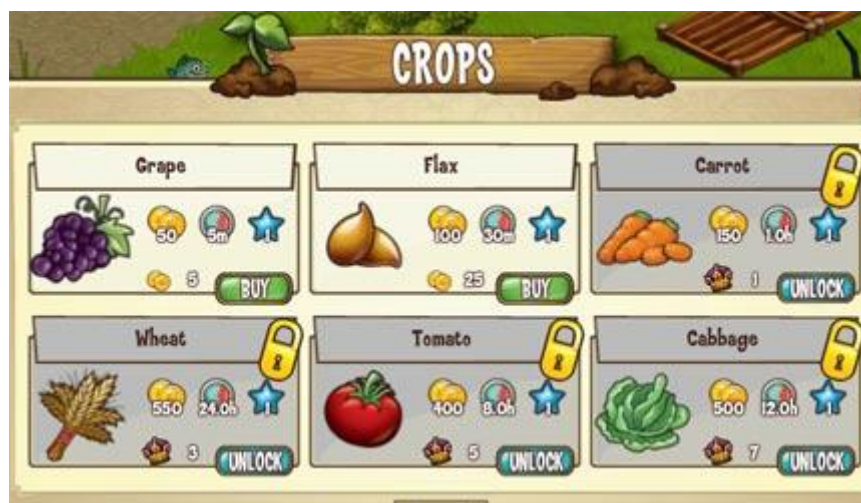 CROPS
Grape
50 5m 1
5 BUY
Flax
100 30m 1
25 BUY
Carrot
150 1.0h 1
1 UNLOCK
Wheat
550 24.0h 1
3 UNLOCK
Tomato
400 8.0h 1
5 UNLOCK
Cabbage
500 12.0h 1
7 UNLOCK